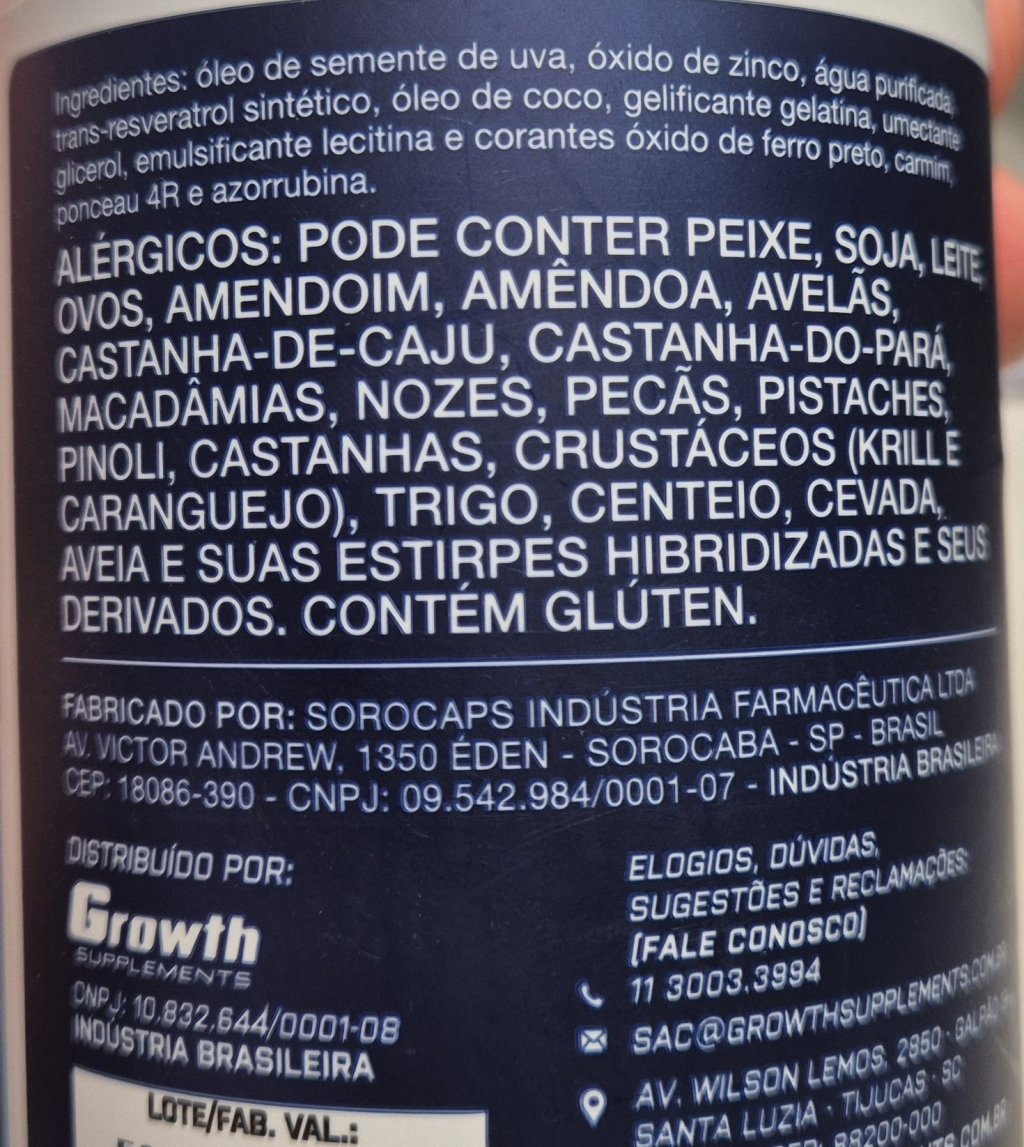 Ingredientes: óleo de semente de uva, óxido de zinco, água purificada,
trans-resveratrol sintético, óleo de coco, gelificante gelatina, umectante
glicerol, emulsificante lecitina e corantes óxido de ferro preto, carmim,
ponceau 4R e azorrubina.
ALÉRGICOS: PODE CONTER PEIXE, SOJA, LEITE,
OVOS, AMENDOIM, AMÊNDOA, AVELÃS,
CASTANHA-DE-CAJU, CASTANHA-DO-PARÁ,
MACADÂMIAS, NOZES, PECÃS, PISTACHES,
PINOLI, CASTANHAS, CRUSTÁCEOS (KRILL E
CARANGUEJO), TRIGO, CENTEIO, CEVADA,
AVEIA E SUAS ESTIRPES HIBRIDIZADAS E SEUS
DERIVADOS. CONTÉM GLÚTEN.
FABRICADO POR: SOROCAPS INDÚSTRIA FARMACÊUTICA LTDA
AV. VICTOR ANDREW, 1350 ÉDEN - SOROCABA - SP - BRASIL
CEP: 18086-390 - CNPJ: 09.542.984/0001-07 - INDÚSTRIA BRASILEIRA
DISTRIBUÍDO POR:
Growth
SUPPLEMENTS
CNPJ: 10.832.644/0001-08
INDÚSTRIA BRASILEIRA
LOTE/FAB. VAL.:
ELOGIOS, DÚVIDAS,
SUGESTÕES E RECLAMAÇÕES:
(FALE CONOSCO)
11 3003.3994
SAC@GROWTHSUPPLEMENTS.COM.BR
AV. WILSON LEMOS, 2850 - GALPÃO
SANTA LUZIA - TIJUCAS - SC
88200-000
.COM.BR